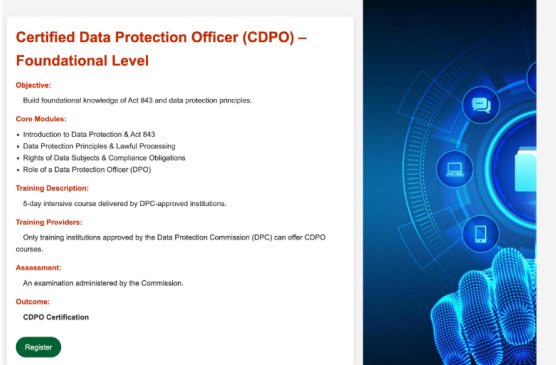 Certified Data Protection Officer (CDPO) –
Foundational Level
Objective:
Build foundational knowledge of Act 843 and data protection principles.
Core Modules:
• Introduction to Data Protection & Act 843
• Data Protection Principles & Lawful Processing
• Rights of Data Subjects & Compliance Obligations
• Role of a Data Protection Officer (DPO)
Training Description:
5-day intensive course delivered by DPC-approved institutions.
Training Providers:
Only training institutions approved by the Data Protection Commission (DPC) can offer CDPO
courses.
Assessment:
An examination administered by the Commission.
Outcome:
CDPO Certification
Register